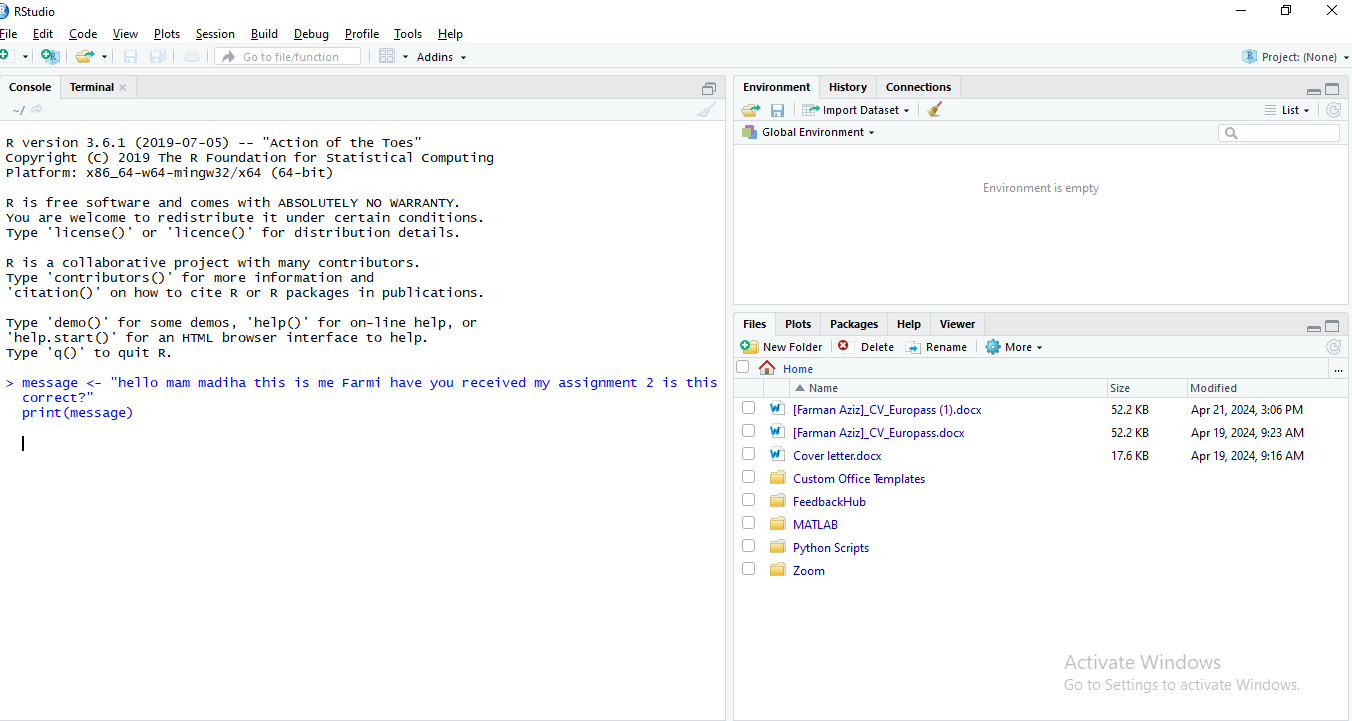 RStudio
File Edit Code View Plots Session Build Debug Profile Tools Help
Go to file/function Addins Project: (None)
Console Terminal
~/
R version 3.6.1 (2019-07-05) -- "Action of the Toes"
Copyright (C) 2019 The R Foundation for Statistical Computing
Platform: x86_64-w64-mingw32/x64 (64-bit)
R is free software and comes with ABSOLUTELY NO WARRANTY.
You are welcome to redistribute it under certain conditions.
Type 'license()' or 'licence()' for distribution details.
R is a collaborative project with many contributors.
Type 'contributors()' for more information and
'citation()' on how to cite R or R packages in publications.
Type 'demo()' for some demos, 'help()' for on-line help, or
'help.start()' for an HTML browser interface to help.
Type 'q()' to quit R.
> message <- "hello mam madiha this is me Farmi have you received my assignment 2 is this
correct?"
print(message)
Environment History Connections
Import Dataset List
Global Environment
Environment is empty
Files Plots Packages Help Viewer
New Folder Delete Rename More
Home ...
Name Size Modified
[Farman Aziz]_CV_Europass (1).docx 52.2 KB Apr 21, 2024, 3:06 PM
[Farman Aziz]_CV_Europass.docx 52.2 KB Apr 19, 2024, 9:23 AM
Cover letter.docx 17.6 KB Apr 19, 2024, 9:16 AM
Custom Office Templates
FeedbackHub
MATLAB
Python Scripts
Zoom
Activate Windows
Go to Settings to activate Windows.